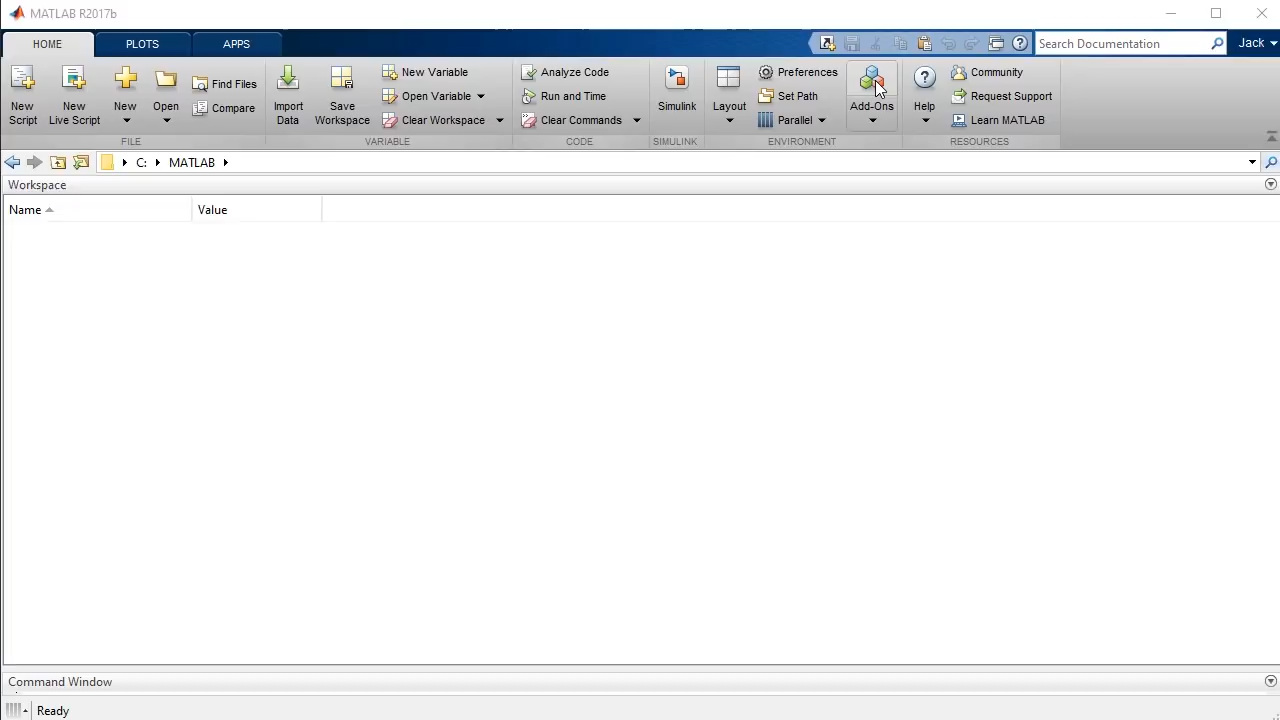 MATLAB R2017b
HOME PLOTS APPS
Search Documentation Jack
New Script
New Live Script
New
Open
Find Files
Compare
FILE
Import Data
Save Workspace
New Variable
Open Variable
Clear Workspace
VARIABLE
Analyze Code
Run and Time
Clear Commands
CODE
Simulink
SIMULINK
Layout
Preferences
Set Path
Parallel
Add-Ons
ENVIRONMENT
Help
Community
Request Support
Learn MATLAB
RESOURCES
C: MATLAB
Workspace
Name Value
Command Window
Ready